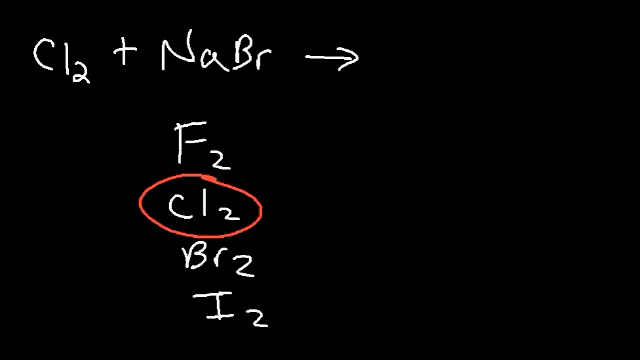 Cl₂ + NaBr →
F₂
Cl₂
Br₂
I₂